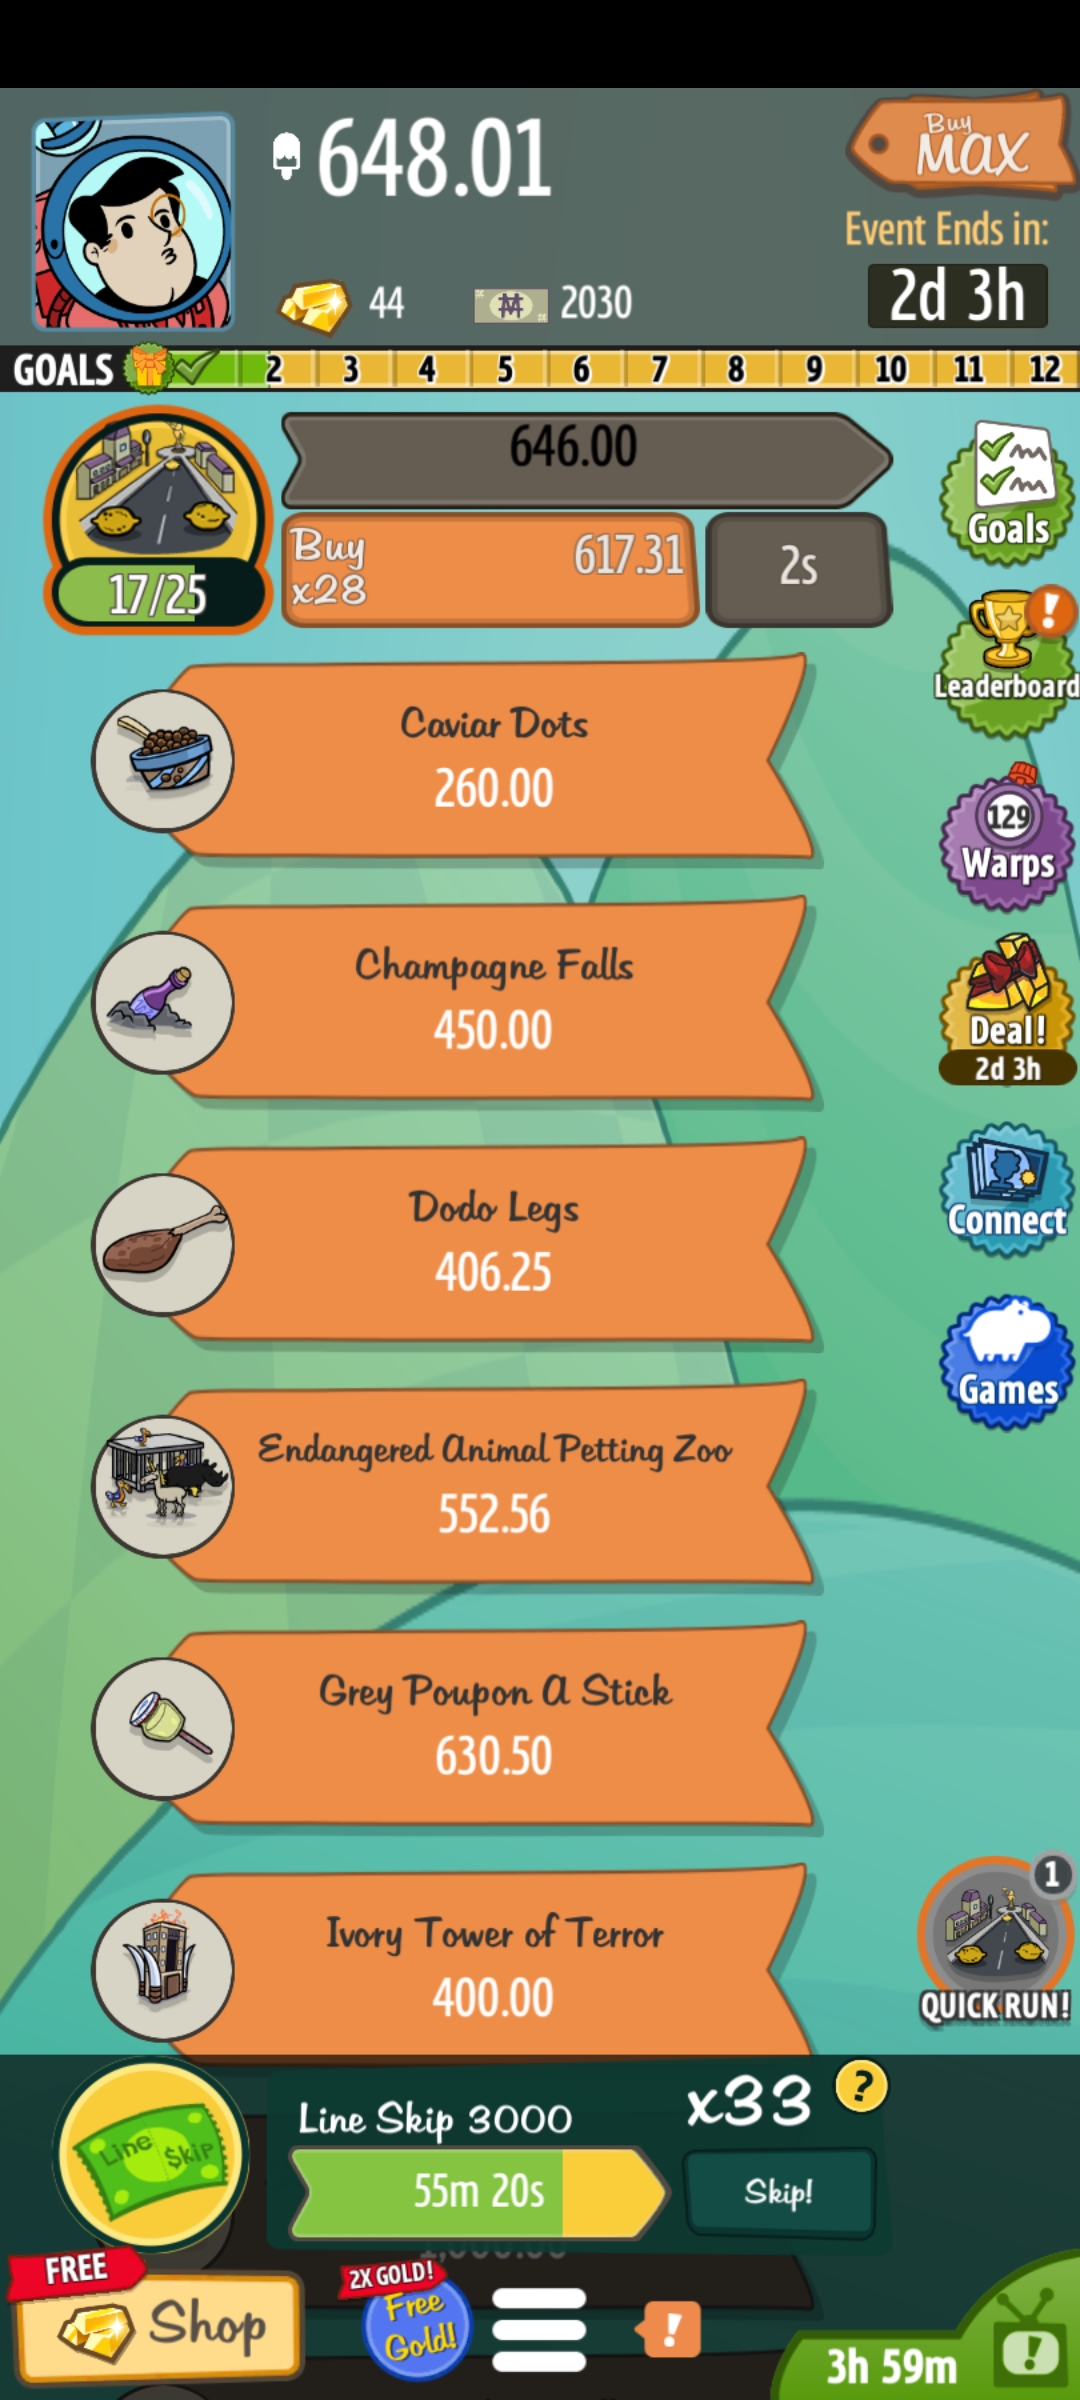 648.01
Buy
MAX
Event Ends in:
44
2030
2d 3h
GOALS 2 3 4 5 6 7 8 9 10 11 12
646.00
Goals
Buy
x28
617.31
2s
17/25
Leaderboard
Caviar Dots
260.00
129
Warps
Champagne Falls
450.00
Deal!
2d 3h
Dodo Legs
406.25
Connect
Games
Endangered Animal Petting Zoo
552.56
Grey Poupon A Stick
630.50
1
Ivory Tower of Terror
400.00
QUICK RUN!
Line Skip 3000
x33
?
Line $kip
55m 20s
Skip!
FREE
Shop
2X GOLD!
Free
Gold!
!
3h 59m
!